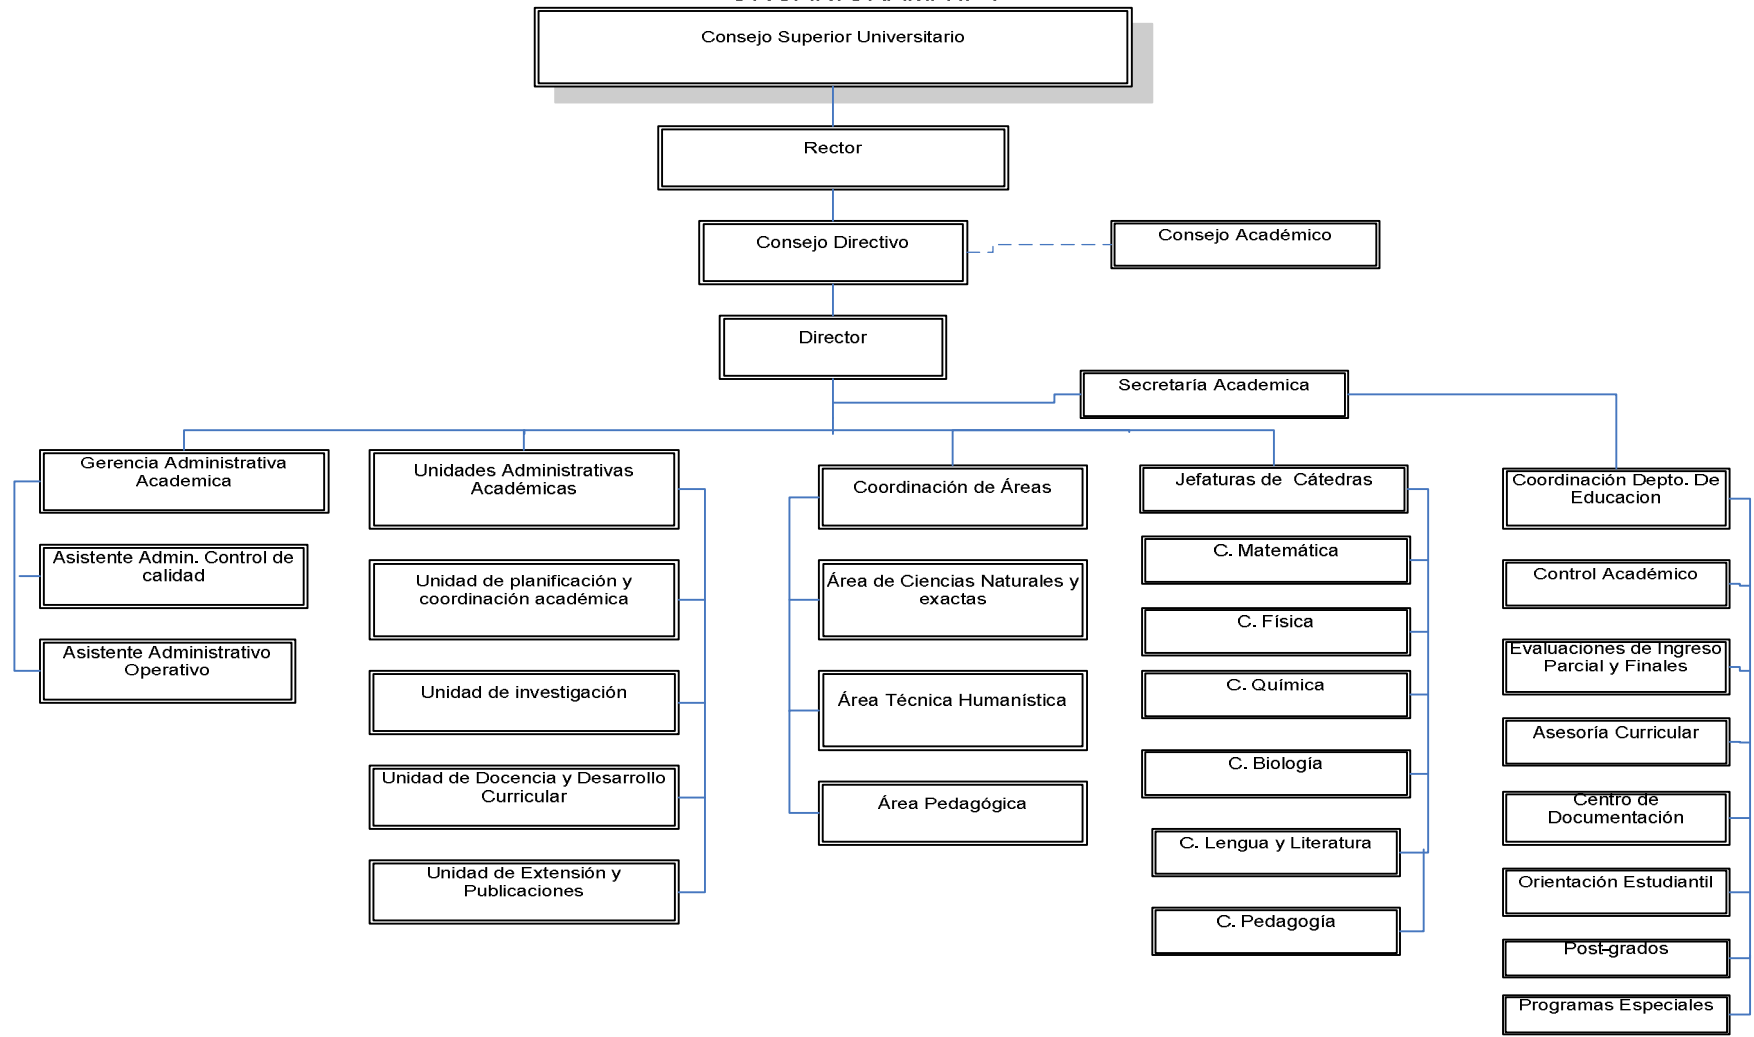 Consejo Superior Universitario
Rector
Consejo Directivo
Consejo Académico
Director
Secretaría Academica
Gerencia Administrativa
Academica
Asistente Admin. Control de
calidad
Asistente Administrativo
Operativo
Unidades Administrativas
Académicas
Unidad de planificación y
coordinación académica
Unidad de investigación
Unidad de Docencia y Desarrollo
Curricular
Unidad de Extensión y
Publicaciones
Coordinación de Áreas
Área de Ciencias Naturales y
exactas
Área Técnica Humanística
Área Pedagógica
Jefaturas de  Cátedras
C. Matemática
C. Física
C. Química
C. Biología
C. Lengua y Literatura
C. Pedagogía
Coordinación Depto. De
Educacion
Control Académico
Evaluaciones de Ingreso
Parcial y Finales
Asesoría Curricular
Centro de
Documentación
Orientación Estudiantil
Post-grados
Programas Especiales